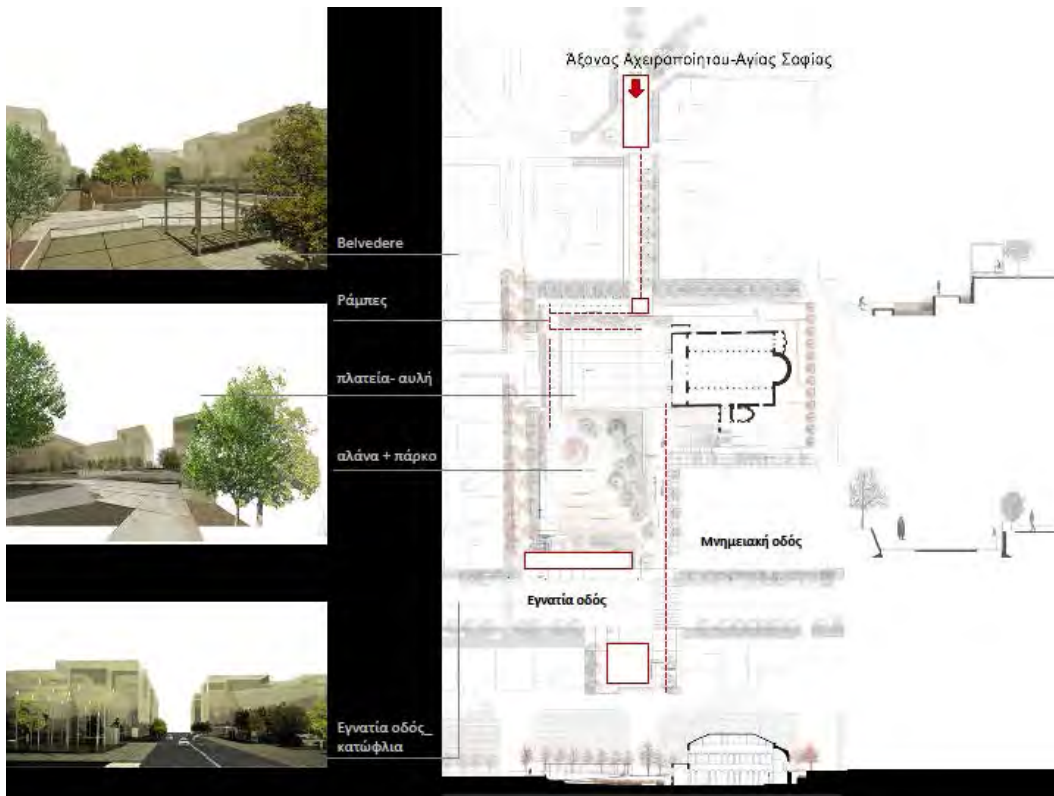 Άξονας Αχειροποίητου-Αγίας Σοφίας
Belvedere
Ράμπες
πλατεία- αυλή
αλάνα + πάρκο
Μνημειακή οδός
Εγνατία οδός
Εγνατία οδός_
κατώφλια